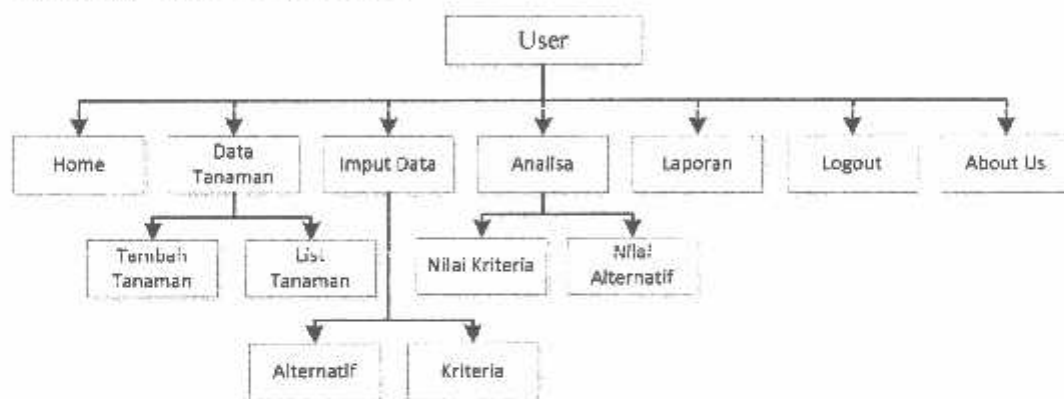 User
Home
Data
Tanaman
Imput Data
Analisa
Laporan
Logout
About Us
Tambah
Tanaman
List
Tanaman
Nilai Kriteria
Nilai
Alternatif
Alternatif
Kriteria